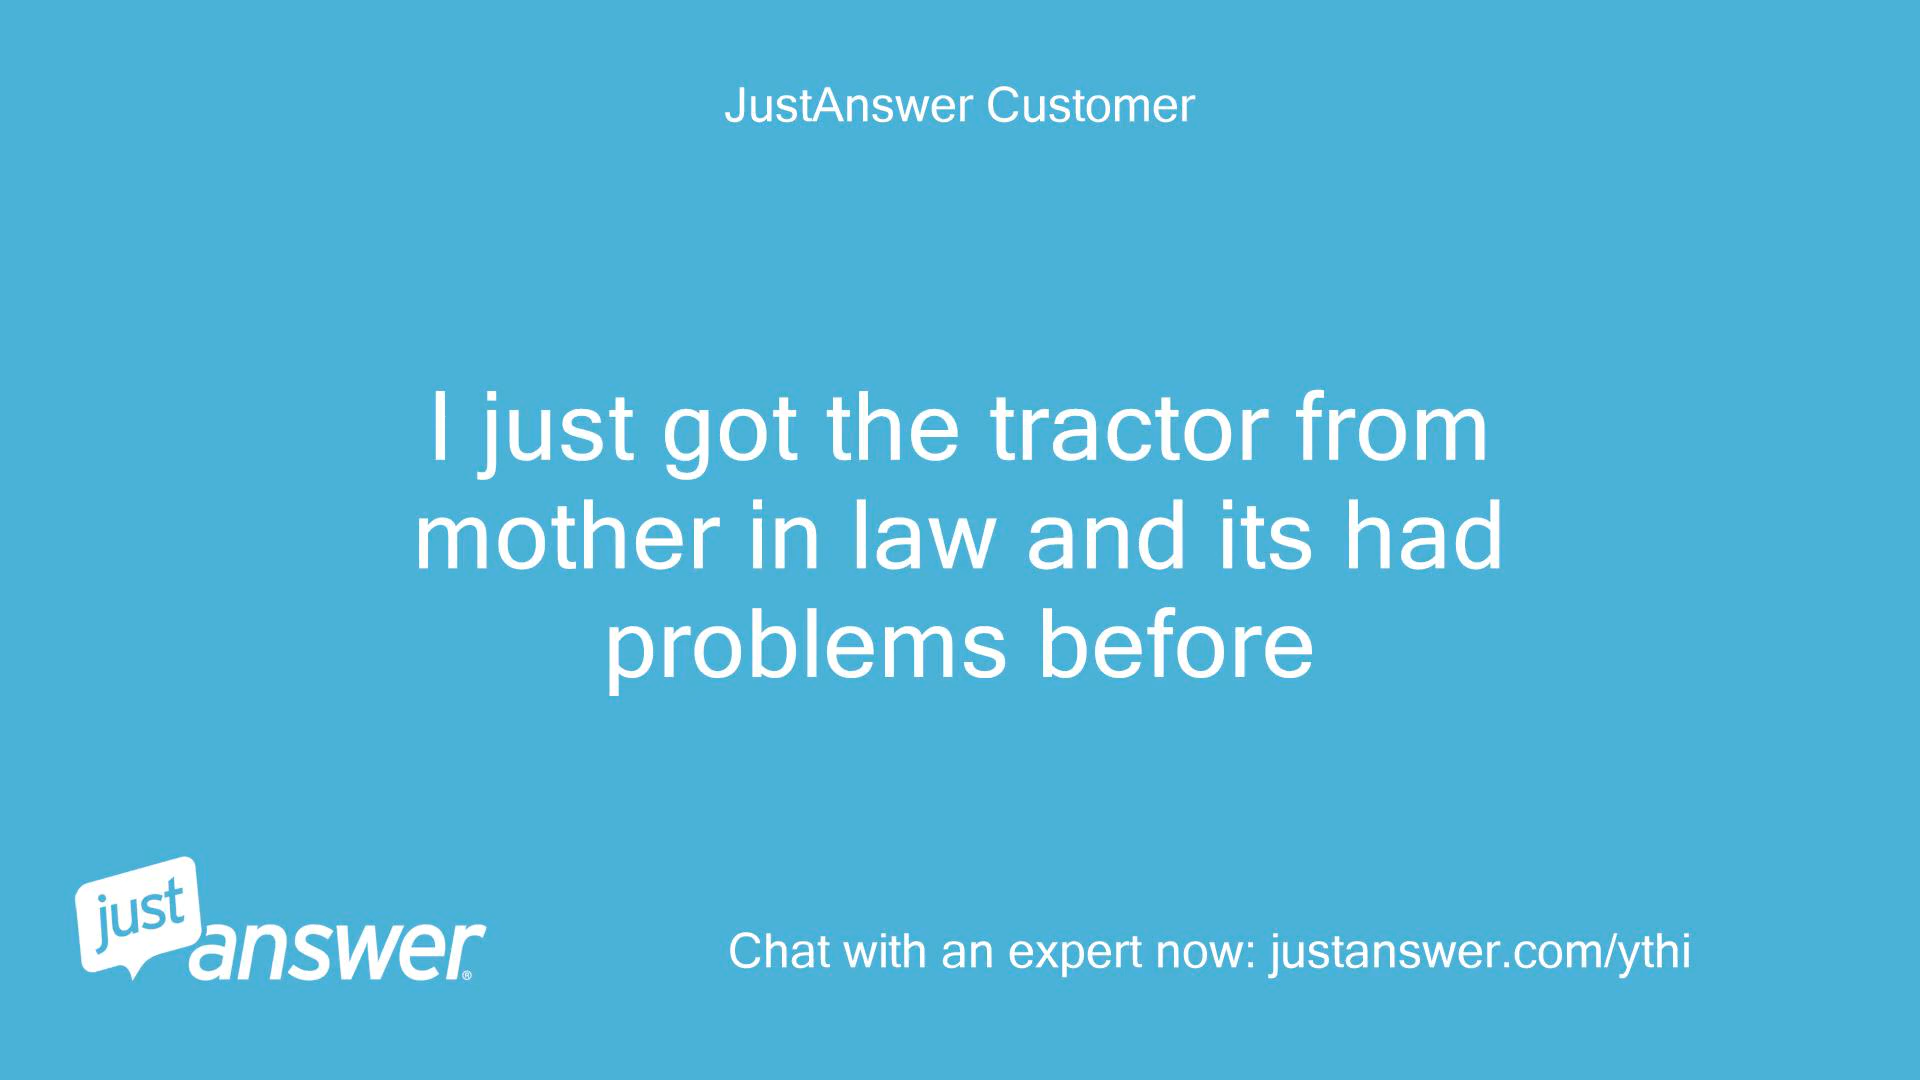 JustAnswer Customer
I just got the tractor from
mother in law and its had
problems before
just
answer®
Chat with an expert now: justanswer.com/ythi